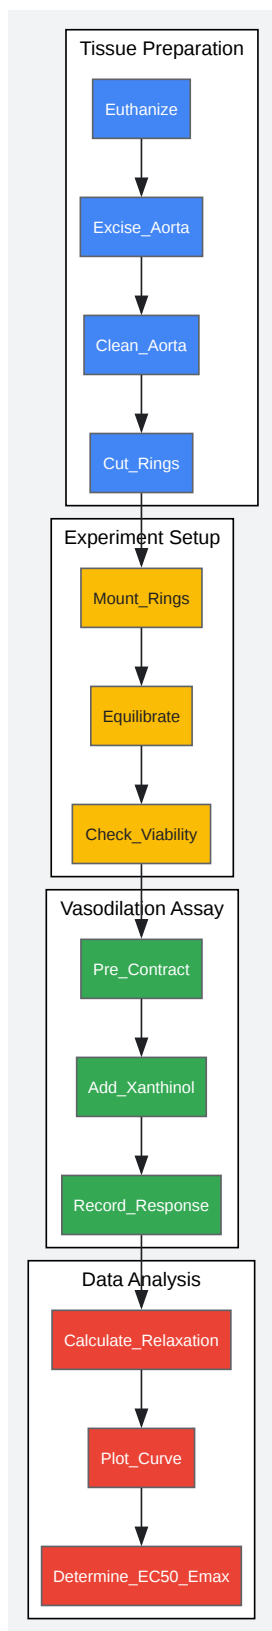 Tissue Preparation
Euthanize
Excise_Aorta
Clean_Aorta
Cut_Rings
Experiment Setup
Mount_Rings
Equilibrate
Check_Viability
Vasodilation Assay
Pre_Contract
Add_Xanthinol
Record_Response
Data Analysis
Calculate_Relaxation
Plot_Curve
Determine_EC50_Emax